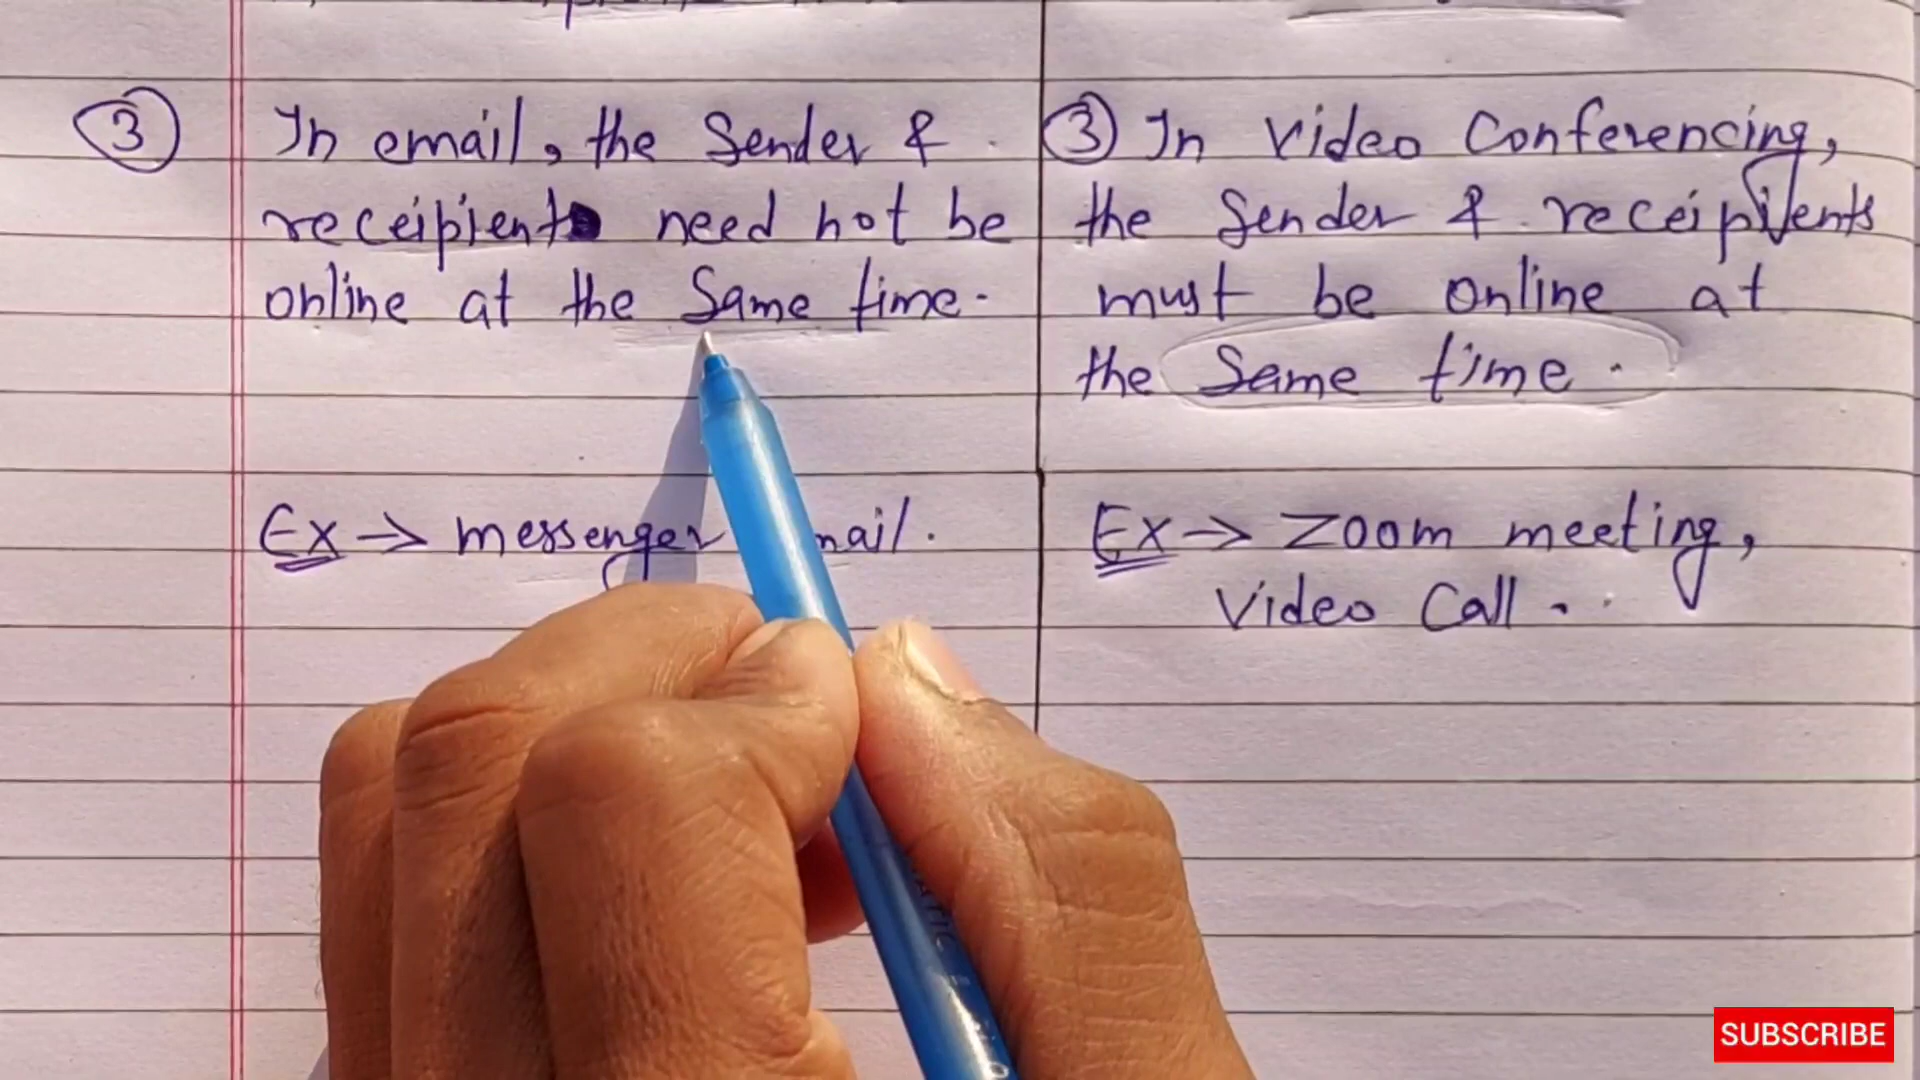 ③ In email, the Sender &
receipients need not be
online at the Same time.
Ex → messenger
③ In Video Conferencing,
the Sender & receipients
must be online at
the Same time.
Ex → Zoom meeting,
Video Call.
SUBSCRIBE